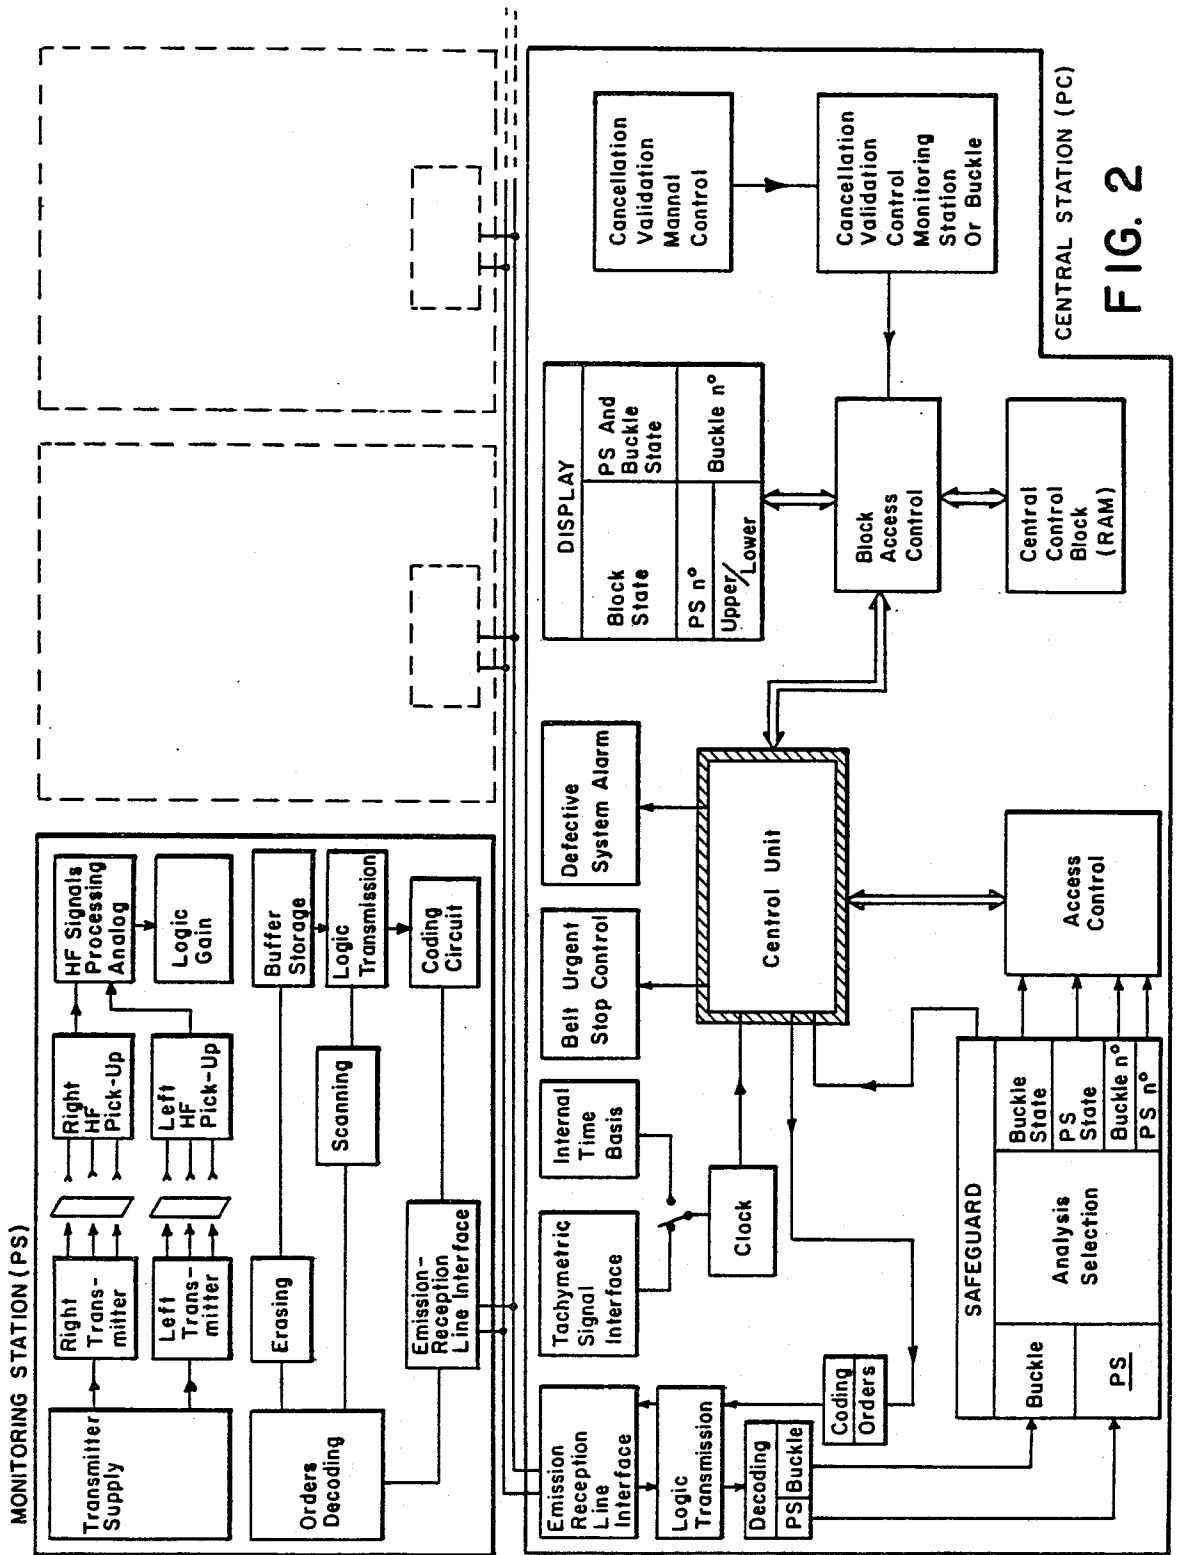 MONITORING STATION (PS)
Transmitter
Supply
Right
Trans-
mitter
Left
Trans-
mitter
Right
HF
Pick-Up
Left
HF
Pick-Up
HF Signals
Processing
Analog
Logic
Gain
Orders
Decoding
Erasing
Scanning
Buffer
Storage
Logic
Transmission
Coding
Circuit
Emission-
Reception
Line Interface
Emission
Reception
Line
Interface
Logic
Transmission
Decoding
PS
Buckle
Coding
Orders
Tachymetric
Signal
Interface
Internal
Time
Basis
Clock
Belt Urgent
Stop Control
Defective
System Alarm
Central Unit
SAFEGUARD
Buckle
PS
Analysis
Selection
Buckle
State
PS
State
Buckle n°
PS n°
Access
Control
DISPLAY
Block
State
PS And
Buckle
State
PS n°
Upper/Lower
Buckle n°
Block
Access
Control
Central
Control
Block
(RAM)
Cancellation
Validation
Mannal
Control
Cancellation
Validation
Control
Monitoring
Station
Or Buckle
CENTRAL STATION (PC)
FIG. 2